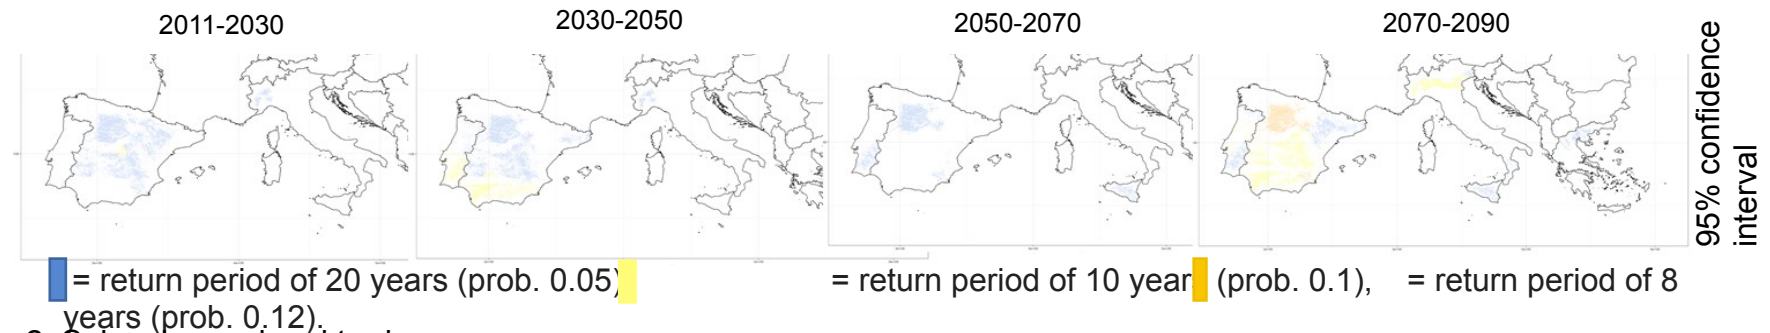 2011-2030
2030-2050
2050-2070
2070-2090
95% confidence
interval
= return period of 20 years (prob. 0.05)
= return period of 10 year
(prob. 0.1),
= return period of 8
years (prob. 0.12).